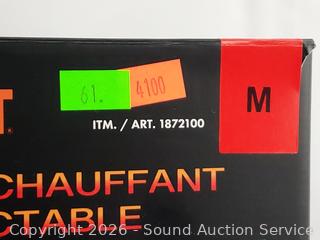 61. 4100
T®
M
ITM. / ART. 1872100
CHAUFFANT
CTABLE
Copyright 2026 - Sound Auction Service